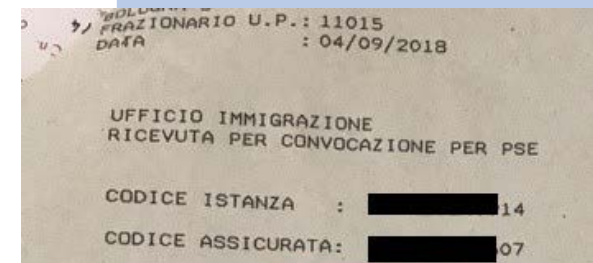 FRAZIONARIO U.P.: 11015
DATA : 04/09/2018
UFFICIO IMMIGRAZIONE
RICEVUTA PER CONVOCAZIONE PER PSE
CODICE ISTANZA : 14
CODICE ASSICURATA: 07